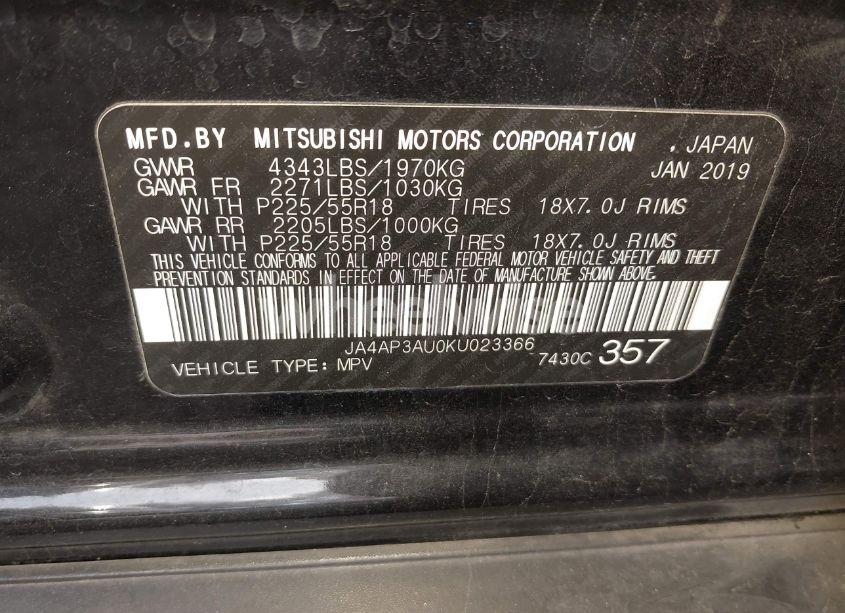 MFD.BY MITSUBISHI MOTORS CORPORATION . JAPAN
GVWR 4343LBS/1970KG JAN 2019
GAWR FR 2271LBS/1030KG
WITH P225/55R18 TIRES 18X7.0J RIMS
GAWR RR 2205LBS/1000KG
WITH P225/55R18 TIRES 18X7.0J RIMS
THIS VEHICLE CONFORMS TO ALL APPLICABLE FEDERAL MOTOR VEHICLE SAFETY AND THEFT
PREVENTION STANDARDS IN EFFECT ON THE DATE OF MANUFACTURE SHOWN ABOVE.
JA4AP3AU0KU023366
VEHICLE TYPE: MPV 7430C 357